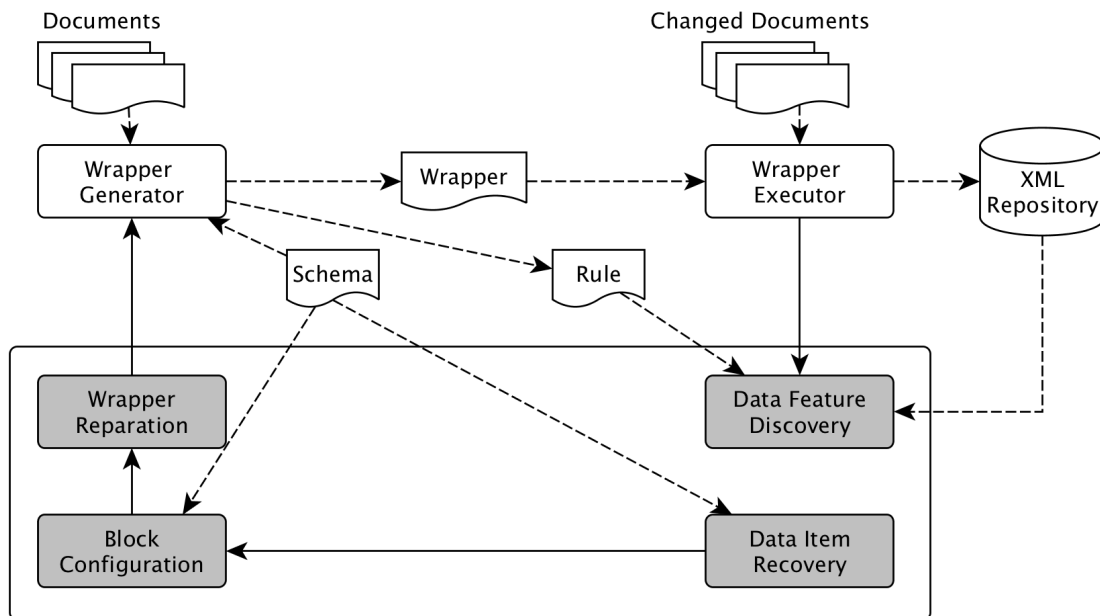 Documents
Changed Documents
Wrapper
Generator
Wrapper
Wrapper
Executor
XML
Repository
Schema
Rule
Wrapper
Reparation
Data Feature
Discovery
Block
Configuration
Data Item
Recovery